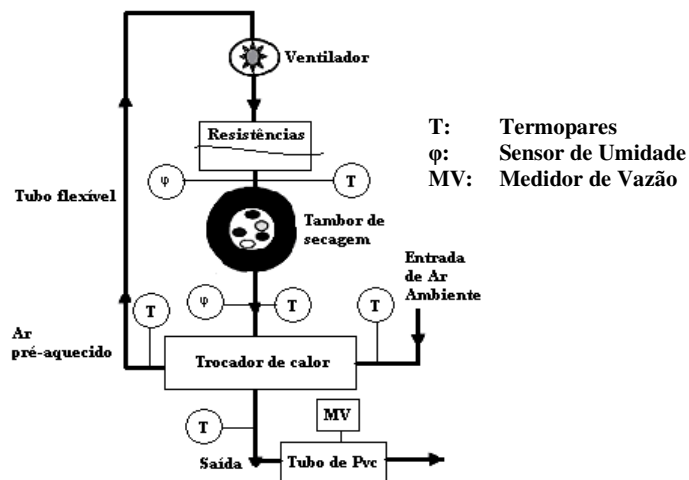 Ventilador
Resistências
φ
T
Tubo flexível
Tambor de
secagem
T:    Termopares
φ:    Sensor de Umidade
MV:    Medidor de Vazão
Entrada
de Ar
Ambiente
φ
T
T
T
Ar
pré-aquecido
Trocador de calor
T
MV
Saída
Tubo de Pvc